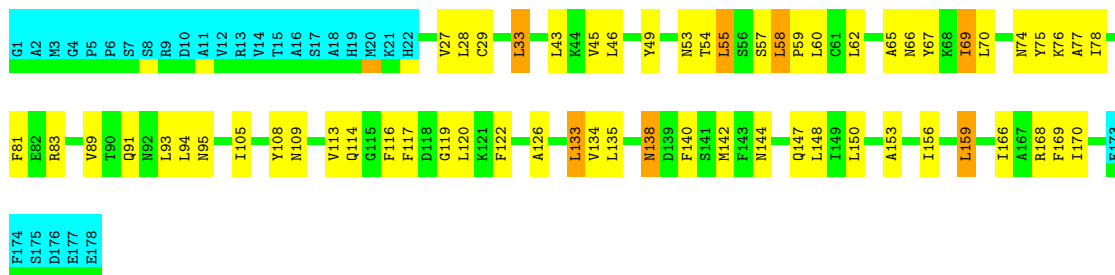 G1 A2 M3 G4 P5 P6 S7 S8 R9 D10 A11 V12 R13 V14 T15 A16 S17 A18 H19 M20 K21 H22 V27 L28 C29 L33 L43 K44 V45 L46 Y49 N53 T54 L55 S56 S57 L58 P59 L60 C61 L62 A65 N66 Y67 K68 I69 L70 N74 Y75 K76 A77 I78
F81 E82 R83 V89 T90 Q91 N92 L93 L94 N95 I105 Y108 N109 V113 Q114 G115 F116 F117 D118 G119 L120 K121 F122 A126 L133 V134 L135 N138 D139 F140 S141 M142 F143 N144 Q147 L148 I149 L150 A153 I156 L159 I166 A167 R168 F169 I170
F174 S175 D176 E177 E178